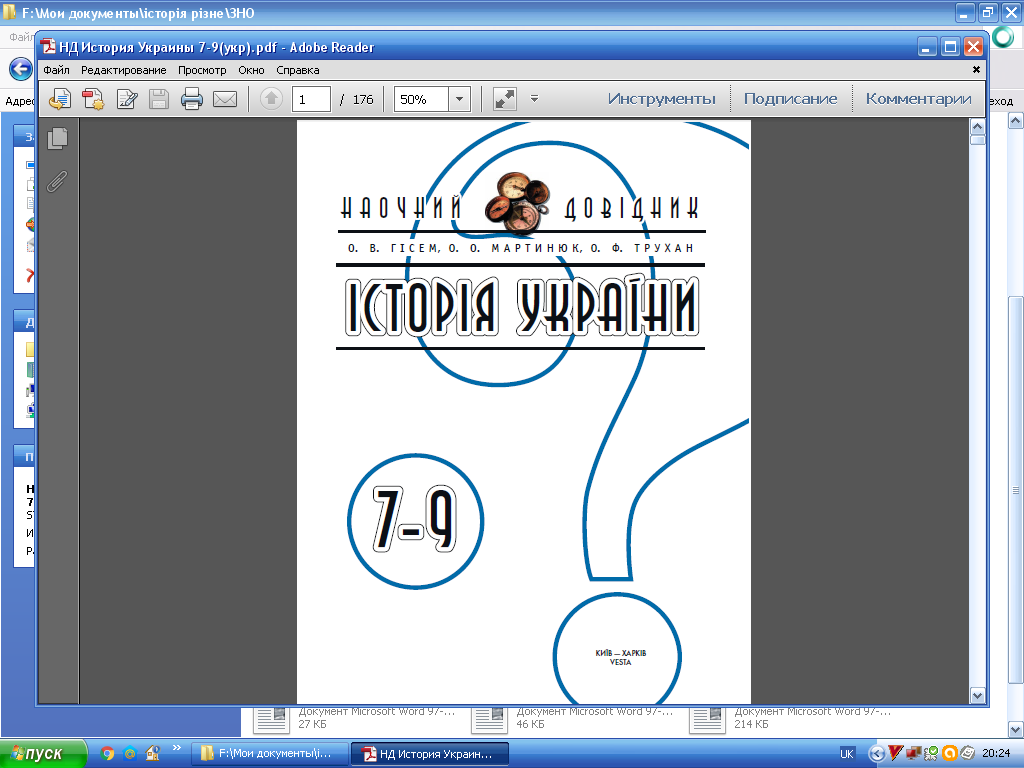 F:\Мои документы\історія різне\ЗНО
Файл
НД История Украины 7-9(укр).pdf - Adobe Reader
Файл Редактирование Просмотр Окно Справка
Адрес
1 / 176 50% Инструменты Подписание Комментарии
НАОЧНИЙ ДОВІДНИК
О. В. ГІСЕМ, О. О. МАРТИНЮК, О. Ф. ТРУХАН
ІСТОРІЯ УКРАЇНИ
7–9
КИЇВ — ХАРКІВ
VESTA
Документ Microsoft Word 97-... Документ Microsoft Word 97-... Документ Microsoft Word 97-...
27 КБ 46 КБ 214 КБ
пуск F:\Мои документы\і... НД История Украин... UK 20:24